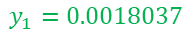 y₁ = 0.0018037